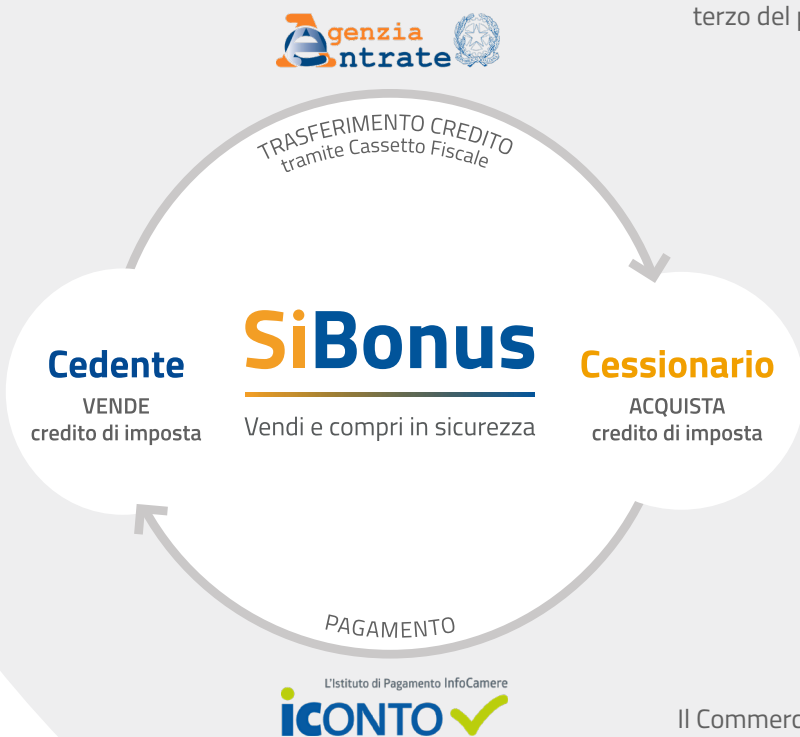 terzo del p
Agenzia
Entrate
TRASFERIMENTO CREDITO
tramite Cassetto Fiscale
SiBonus
Vendi e compri in sicurezza
Cedente
VENDE
credito di imposta
Cessionario
ACQUISTA
credito di imposta
PAGAMENTO
L'Istituto di Pagamento InfoCamere
iCONTO
Il Commerc